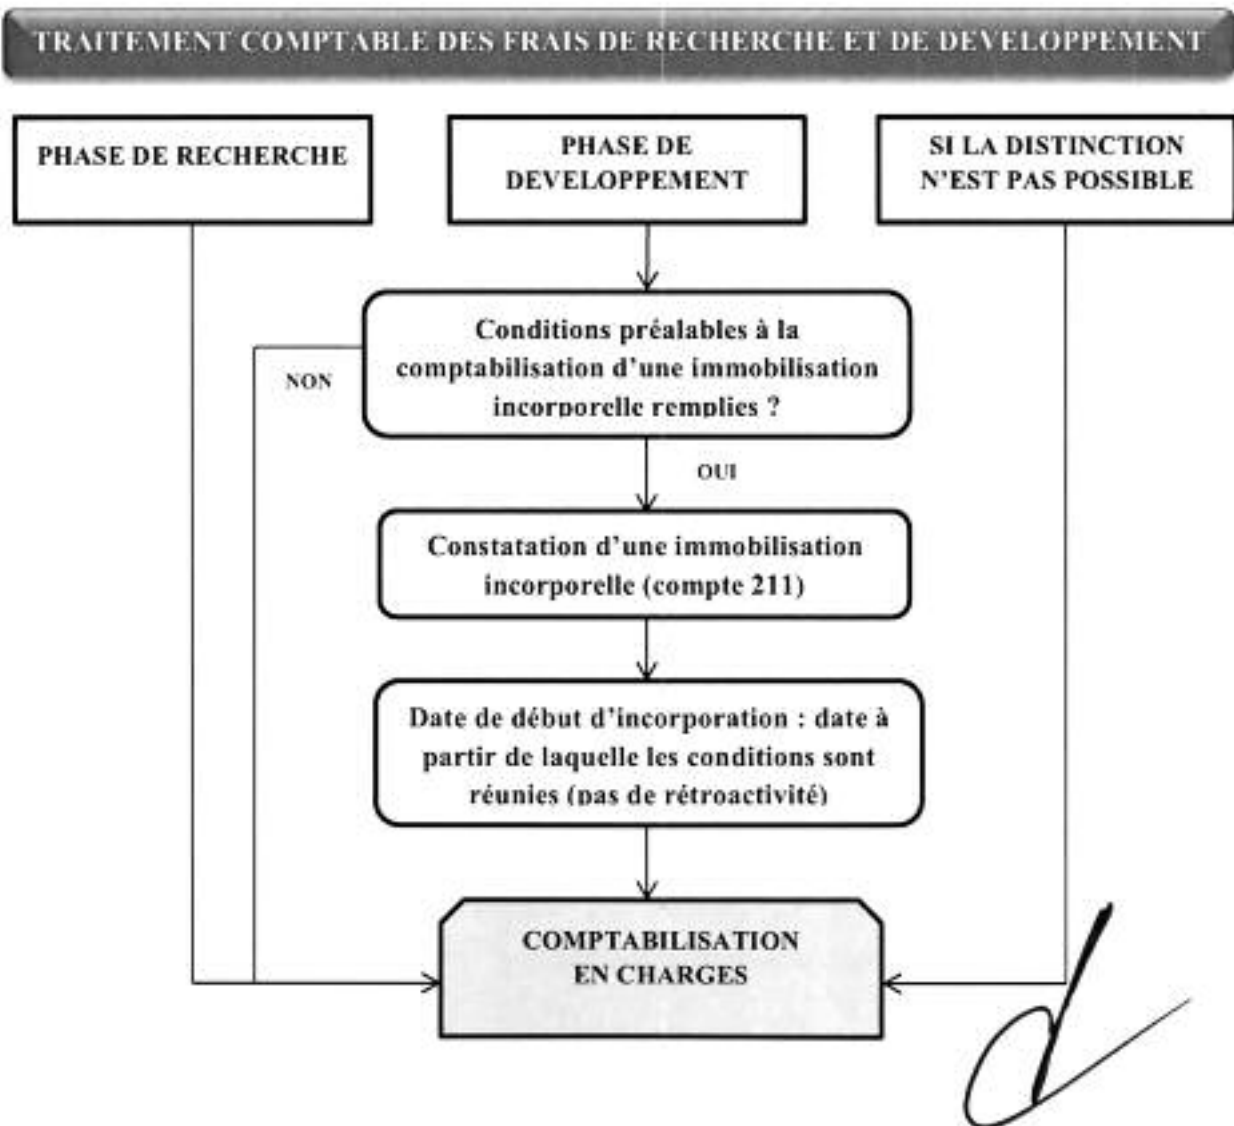 TRAITEMENT COMPTABLE DES FRAIS DE RECHERCHE ET DE DEVELOPPEMENT
PHASE DE RECHERCHE
PHASE DE
DEVELOPPEMENT
SI LA DISTINCTION
N'EST PAS POSSIBLE
Conditions préalables à la
comptabilisation d'une immobilisation
incorporelle remplies ?
NON
OUI
Constatation d'une immobilisation
incorporelle (compte 211)
Date de début d'incorporation : date à
partir de laquelle les conditions sont
réunies (pas de rétroactivité)
COMPTABILISATION
EN CHARGES